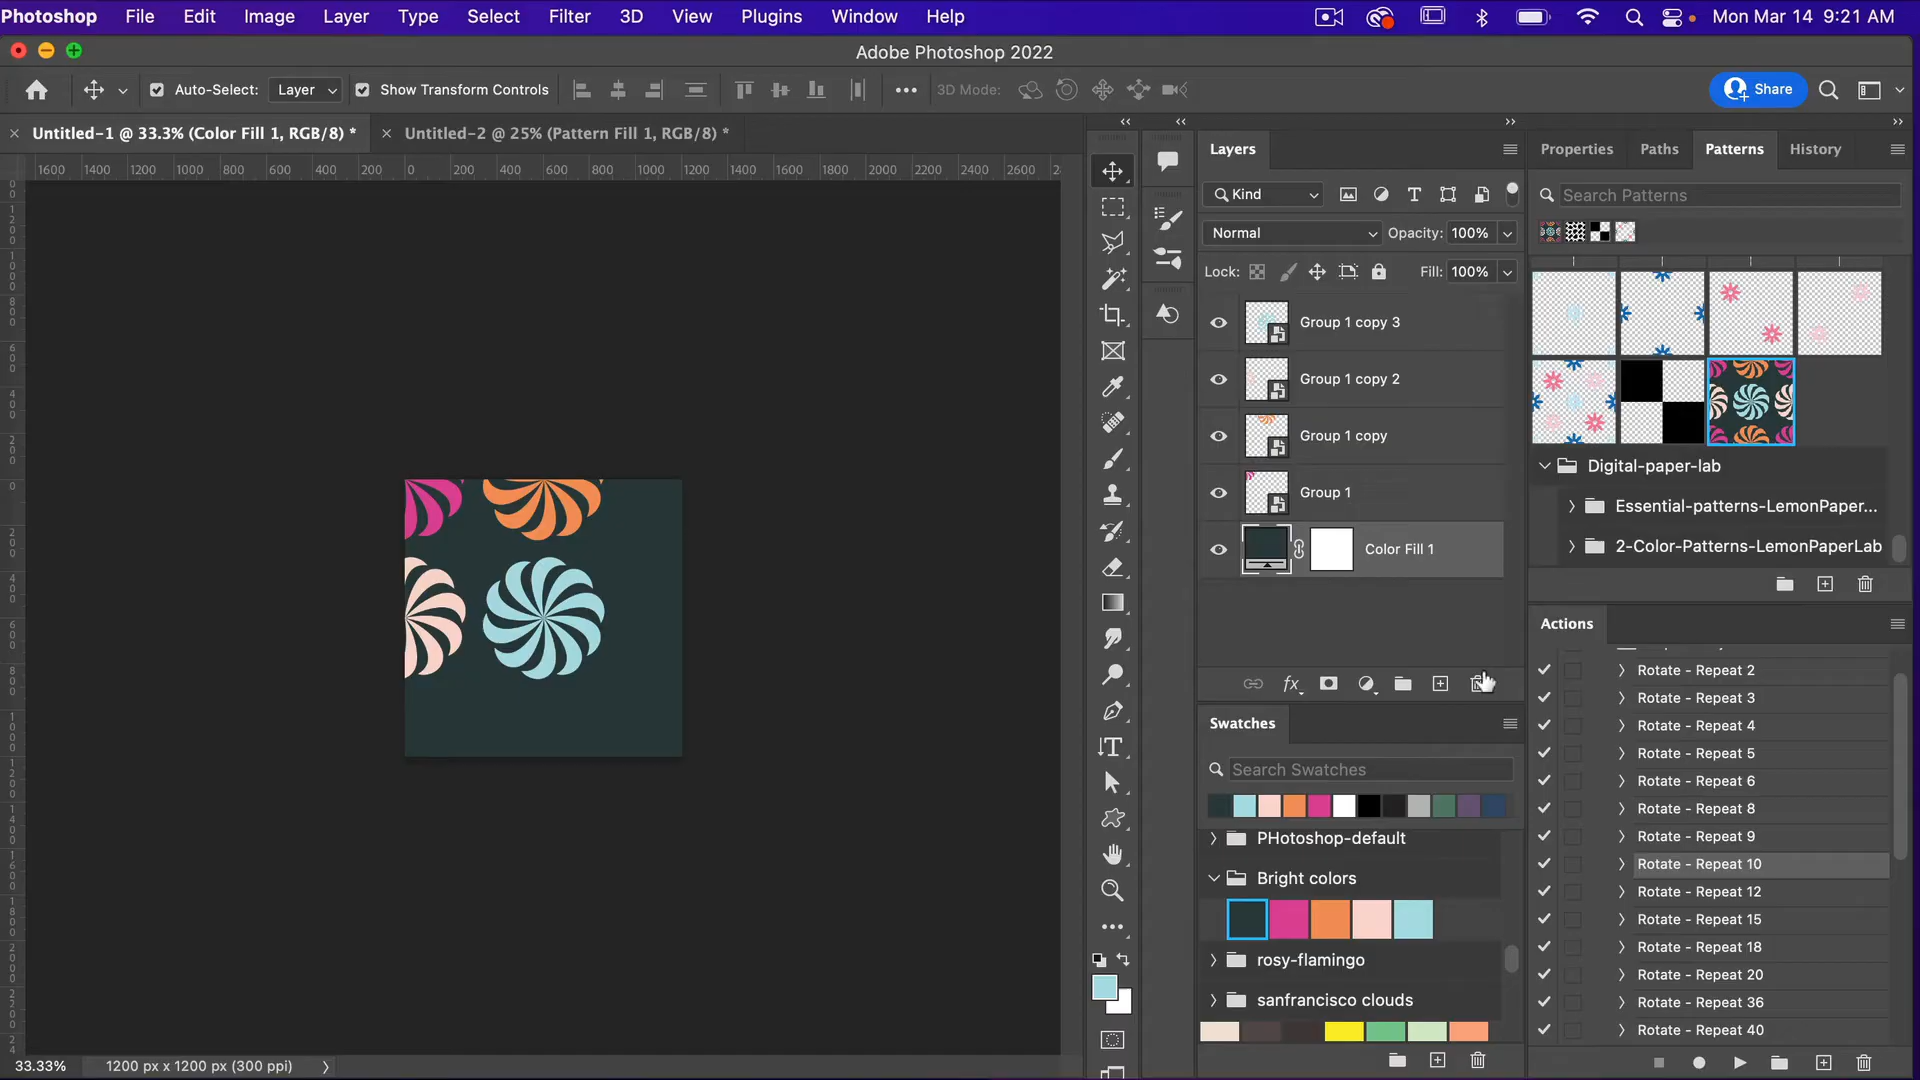 Photoshop File Edit Image Layer Type Select Filter 3D View Plugins Window Help Mon Mar 14 9:21 AM
Adobe Photoshop 2022
Auto-Select: Layer Show Transform Controls 3D Mode: Share
Untitled-1 @ 33.3% (Color Fill 1, RGB/8) * Untitled-2 @ 25% (Pattern Fill 1, RGB/8) *
1600 1400 1200 1000 800 600 400 200 0 200 400 600 800 1000 1200 1400 1600 1800 2000 2200 2400 2600
Layers
Kind
Normal Opacity: 100%
Lock: Fill: 100%
Group 1 copy 3
Group 1 copy 2
Group 1 copy
Group 1
Color Fill 1
fx
Swatches
Search Swatches
PHotoshop-default
Bright colors
rosy-flamingo
sanfrancisco clouds
Properties Paths Patterns History
Search Patterns
Digital-paper-lab
Essential-patterns-LemonPaper...
2-Color-Patterns-LemonPaperLab
Actions
Rotate - Repeat 2
Rotate - Repeat 3
Rotate - Repeat 4
Rotate - Repeat 5
Rotate - Repeat 6
Rotate - Repeat 8
Rotate - Repeat 9
Rotate - Repeat 10
Rotate - Repeat 12
Rotate - Repeat 15
Rotate - Repeat 18
Rotate - Repeat 20
Rotate - Repeat 36
Rotate - Repeat 40
33.33% 1200 px x 1200 px (300 ppi)